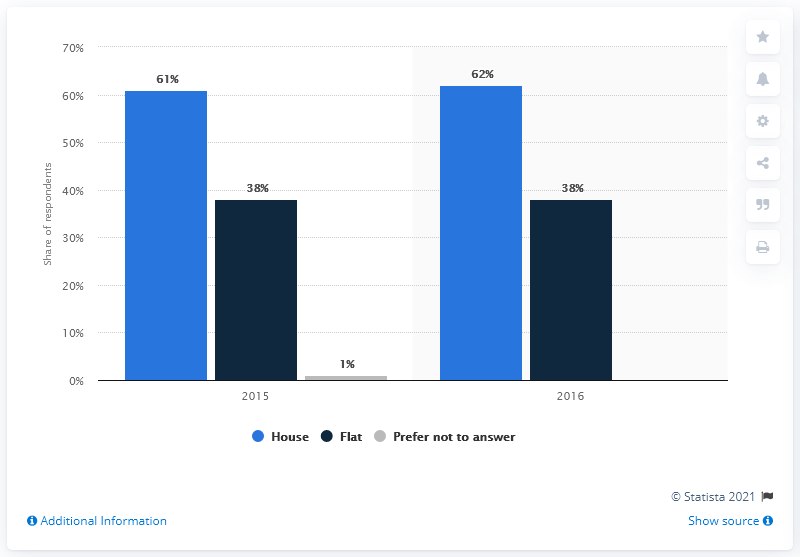 70%
60%
50%
40%
30%
20%
10%
0%
Share of respondents
61%
38%
1%
62%
38%
2015
2016
House
Flat
Prefer not to answer
© Statista 2021
Additional Information
Show source